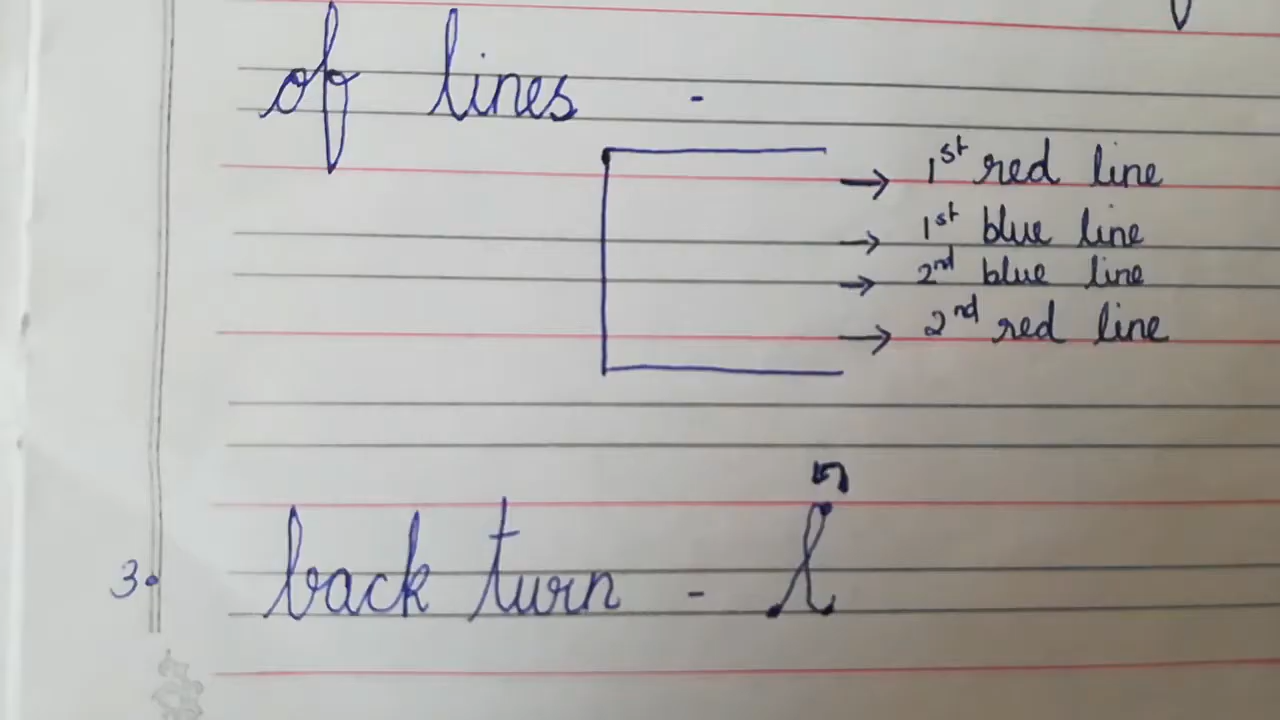 of lines -
→ 1st red line
→ 1st blue line
→ 2nd blue line
→ 2nd red line
3. back turn - l